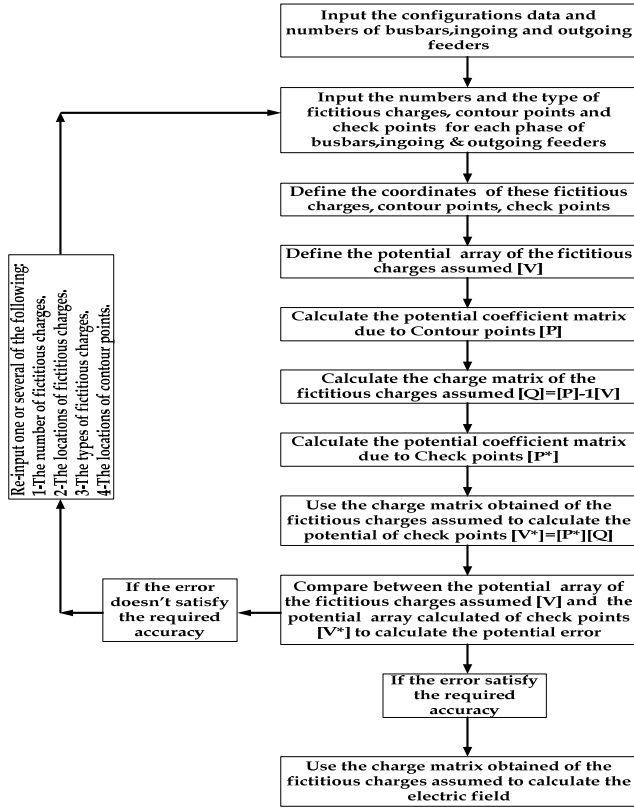 Input the configurations data and
numbers of busbars,ingoing and outgoing
feeders
Input the numbers and the type of
fictitious charges, contour points and
check points for each phase of
busbars,ingoing & outgoing feeders
Define the coordinates of these fictitious
charges, contour points, check points
Define the potential array of the fictitious
charges assumed [V]
Calculate the potential coefficient matrix
due to Contour points [P]
Calculate the charge matrix of the
fictitious charges assumed [Q]=[P]-1[V]
Calculate the potential coefficient matrix
due to Check points [P*]
Use the charge matrix obtained of the
fictitious charges assumed to calculate the
potential of check points [V*]=[P*][Q]
Compare between the potential array of
the fictitious charges assumed [V] and the
potential array calculated of check points
[V*] to calculate the potential error
If the error
doesn't satisfy
the required
accuracy
Re-input one or several of the following:
1-The number of fictitious charges,
2-The locations of fictitious charges.
3-The types of fictitious charges,
4-The locations of contour points.
If the error satisfy
the required
accuracy
Use the charge matrix obtained of the
fictitious charges assumed to calculate the
electric field